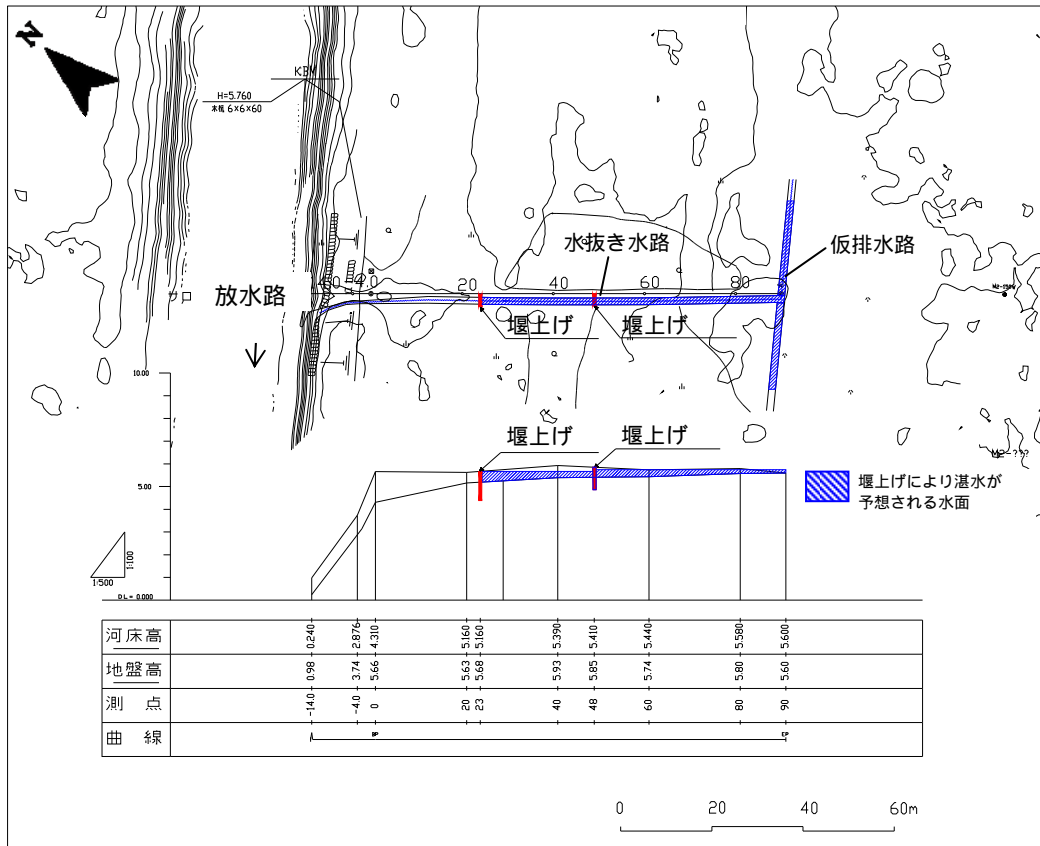 N
KBM
H=5.760
木杭 6×6×60
水抜き水路
仮排水路
放水路
-4.0
0
20
40
60
80
堰上げ
堰上げ
10.00
堰上げ
堰上げ
5.00
堰上げにより湛水が
予想される水面
M2-???
1:100
1:500
DL= 0.000
河床高 0.240 2.876 4.310 5.160 5.160 5.390 5.410 5.440 5.580 5.600
地盤高 0.98 3.74 5.66 5.63 5.68 5.93 5.85 5.74 5.80 5.60
測点 -14.0 -4.0 0 20 23 40 48 60 80 90
曲線 BP EP
0 20 40 60m